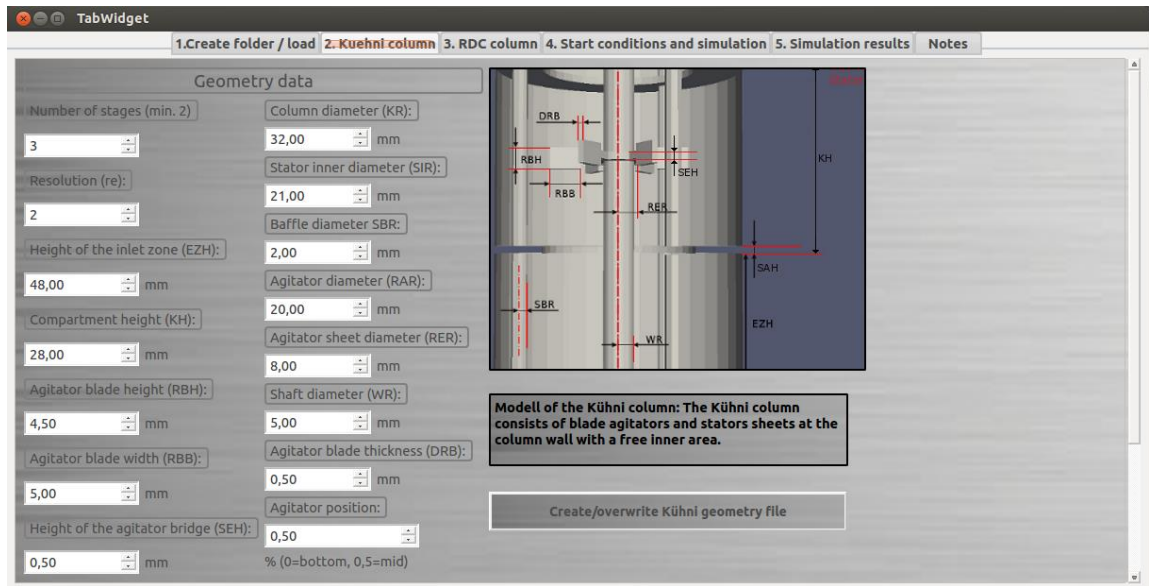 TabWidget
1.Create folder / load
2. Kuehni column
3. RDC column
4. Start conditions and simulation
5. Simulation results
Notes
Geometry data
Number of stages (min. 2)
3
Resolution (re):
2
Height of the inlet zone (EZH):
48,00 mm
Compartment height (KH):
28,00 mm
Agitator blade height (RBH):
4,50 mm
Agitator blade width (RBB):
5,00 mm
Height of the agitator bridge (SEH):
0,50 mm
Column diameter (KR):
32,00 mm
Stator inner diameter (SIR):
21,00 mm
Baffle diameter SBR:
2,00 mm
Agitator diameter (RAR):
20,00 mm
Agitator sheet diameter (RER):
8,00 mm
Shaft diameter (WR):
5,00 mm
Agitator blade thickness (DRB):
0,50 mm
Agitator position:
0,50
% (0=bottom, 0,5=mid)
DRB
RBH
RBB
SEH
KH
RER
SAH
SBR
EZH
WR
Modell of the Kühni column: The Kühni column
consists of blade agitators and stators sheets at the
column wall with a free inner area.
Create/overwrite Kühni geometry file